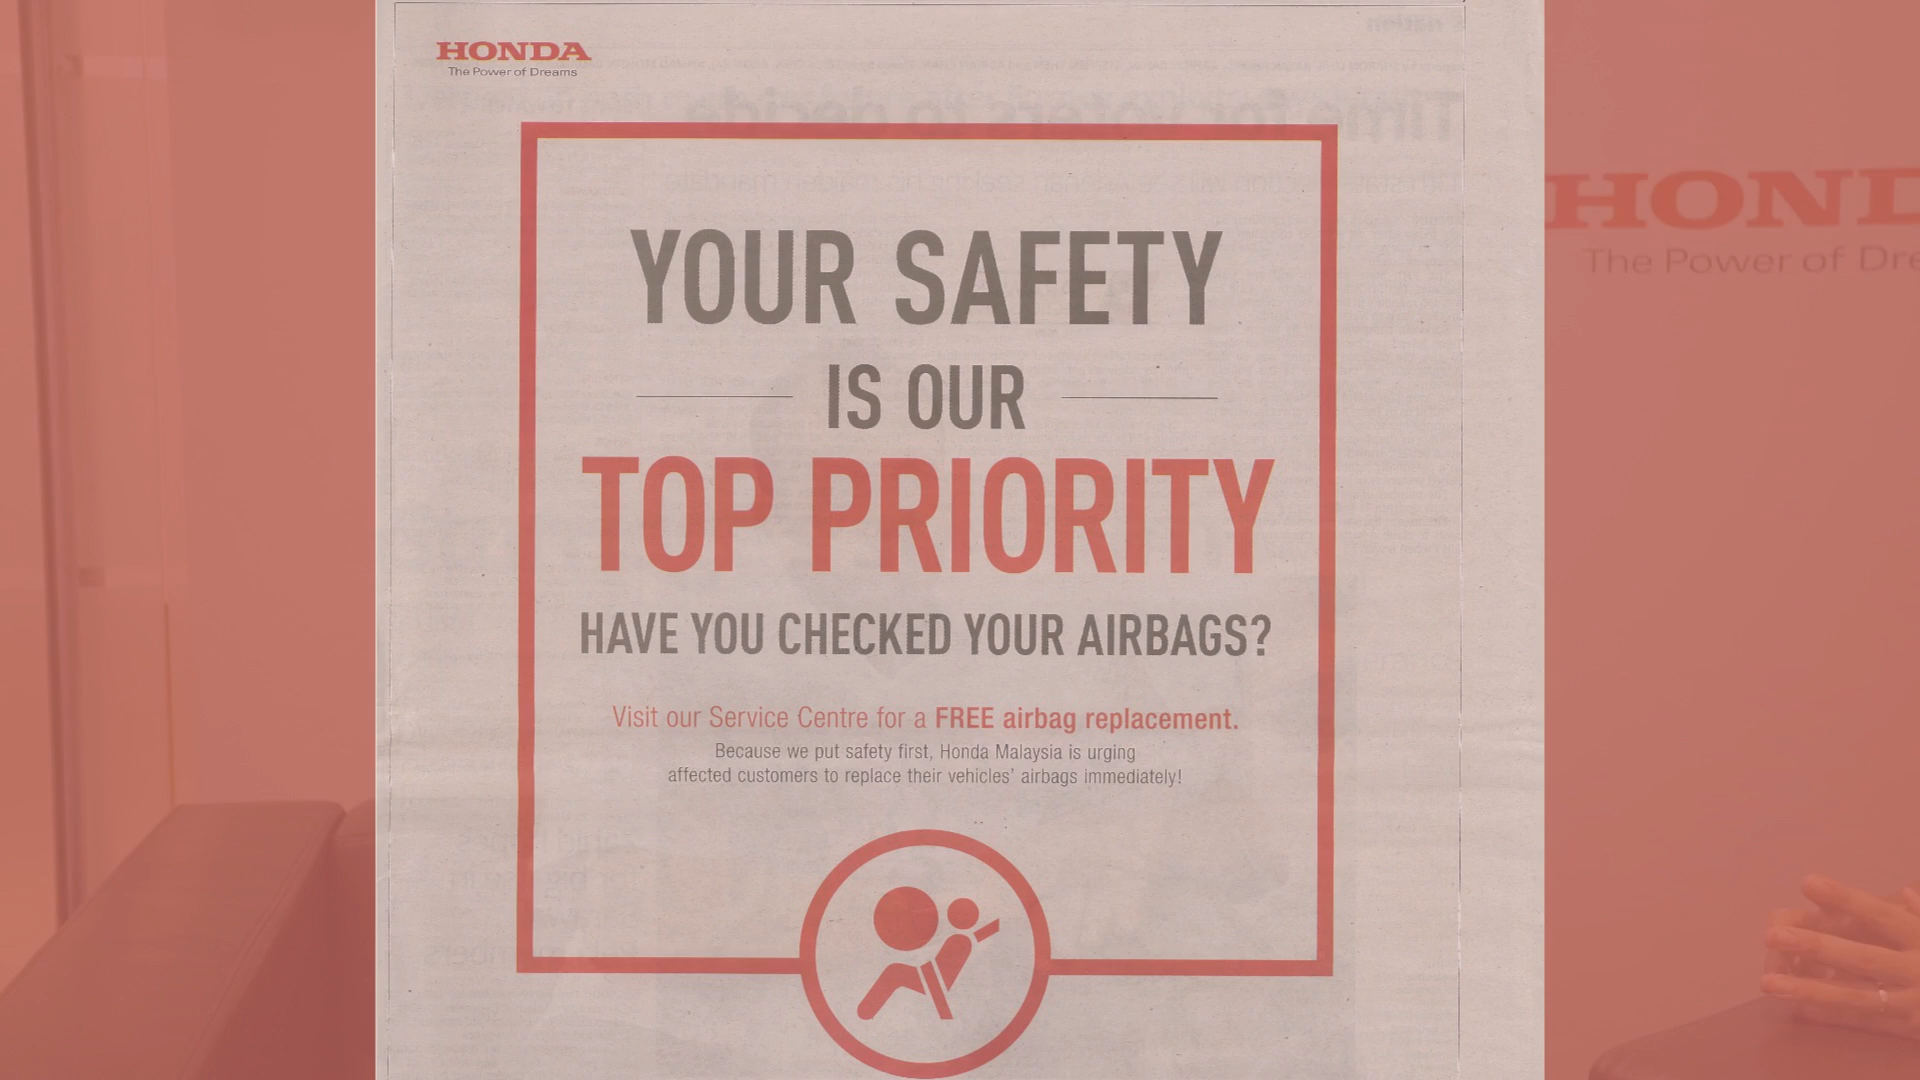 HONDA
The Power of Dreams
YOUR SAFETY
IS OUR
TOP PRIORITY
HAVE YOU CHECKED YOUR AIRBAGS?
Visit our Service Centre for a FREE airbag replacement.
Because we put safety first, Honda Malaysia is urging
affected customers to replace their vehicles' airbags immediately!
HOND
The Power of Dre